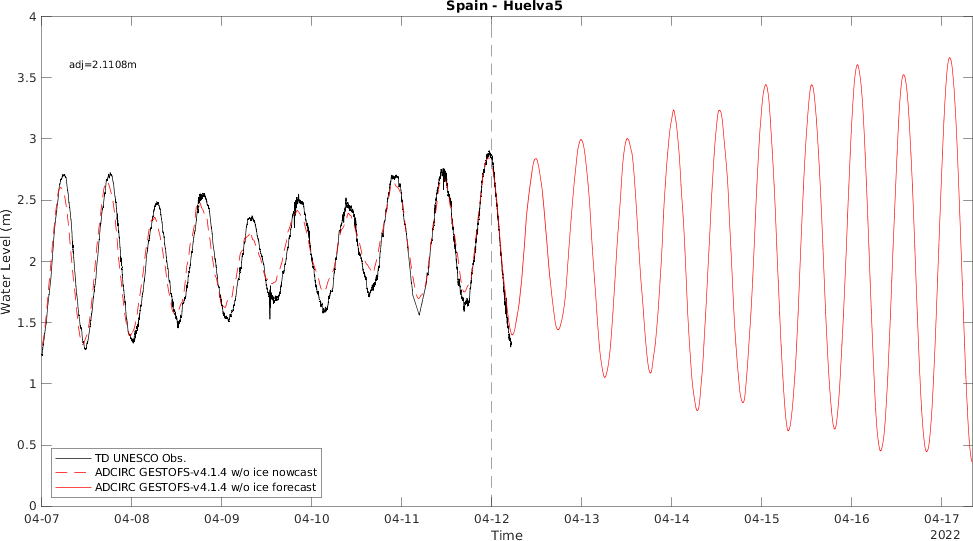 Spain - Huelva5
adj=2.1108m
4
3.5
3
2.5
2
1.5
1
0.5
0
Water Level (m)
TD UNESCO Obs.
ADCIRC GESTOFS-v4.1.4 w/o ice nowcast
ADCIRC GESTOFS-v4.1.4 w/o ice forecast
04-07 04-08 04-09 04-10 04-11 04-12 04-13 04-14 04-15 04-16 04-17
2022
Time